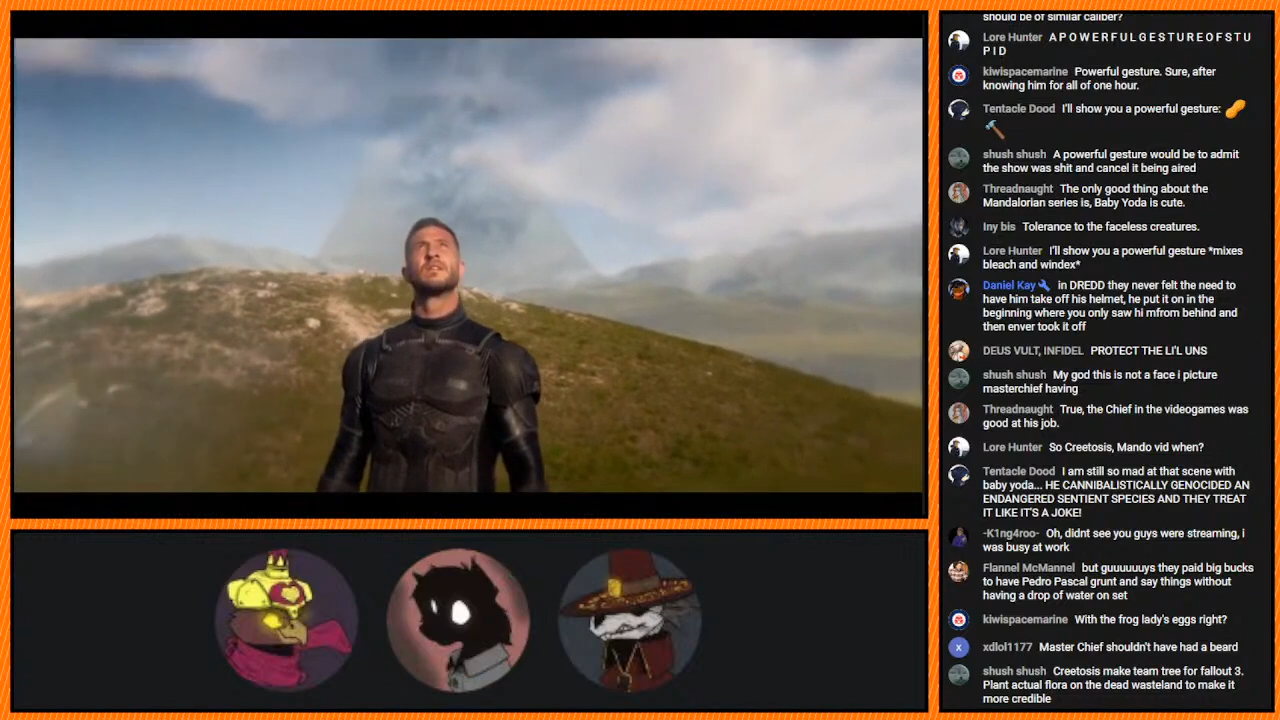 should be of similar caliber?
Lore Hunter A P O W E R F U L G E S T U R E O F S T U
P I D
kiwispacemarine Powerful gesture. Sure, after
knowing him for all of one hour.
Tentacle Dood I'll show you a powerful gesture:
shush shush A powerful gesture would be to admit
the show was shit and cancel it being aired
Threadnaught The only good thing about the
Mandalorian series is, Baby Yoda is cute.
Iny bis Tolerance to the faceless creatures.
Lore Hunter I'll show you a powerful gesture *mixes
bleach and windex*
Daniel Kay in DREDD they never felt the need to
have him take off his helmet, he put it on in the
beginning where you only saw hi mfrom behind and
then enver took it off
DEUS VULT, INFIDEL PROTECT THE LI'L UNS
shush shush My god this is not a face i picture
masterchief having
Threadnaught True, the Chief in the videogames was
good at his job.
Lore Hunter So Creetosis, Mando vid when?
Tentacle Dood I am still so mad at that scene with
baby yoda... HE CANNIBALISTICALLY GENOCIDED AN
ENDANGERED SENTIENT SPECIES AND THEY TREAT
IT LIKE IT'S A JOKE!
-K1ng4roo- Oh, didnt see you guys were streaming, i
was busy at work
Flannel McMannel but guuuuuuys they paid big bucks
to have Pedro Pascal grunt and say things without
having a drop of water on set
kiwispacemarine With the frog lady's eggs right?
x
xdlol1177 Master Chief shouldn't have had a beard
shush shush Creetosis make team tree for fallout 3.
Plant actual flora on the dead wasteland to make it
more credible